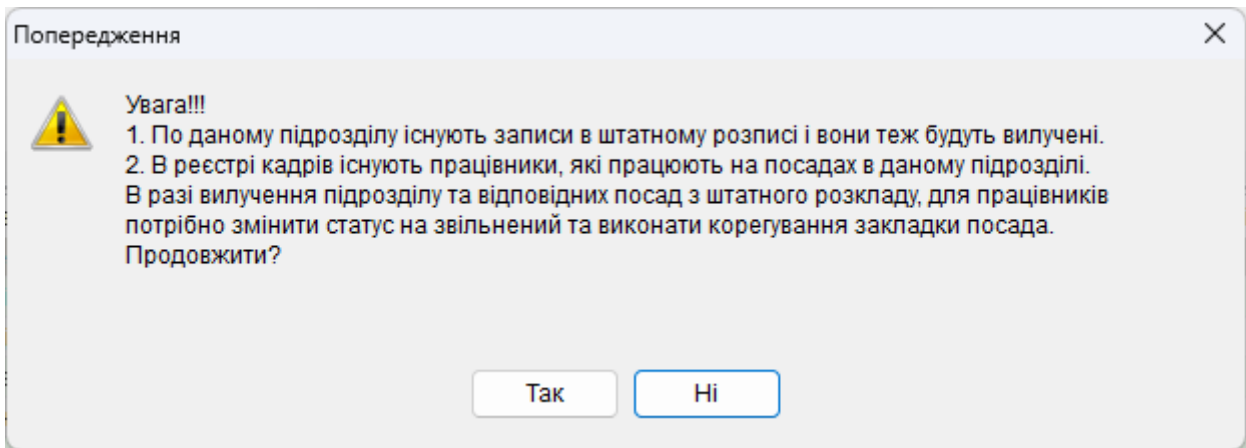 Попередження
Увага!!!
1. По даному підрозділу існують записи в штатному розписі і вони теж будуть вилучені.
2. В реєстрі кадрів існують працівники, які працюють на посадах в даному підрозділі.
В разі вилучення підрозділу та відповідних посад з штатного розкладу, для працівників
потрібно змінити статус на звільнений та виконати корегування закладки посада.
Продовжити?
Так
Ні